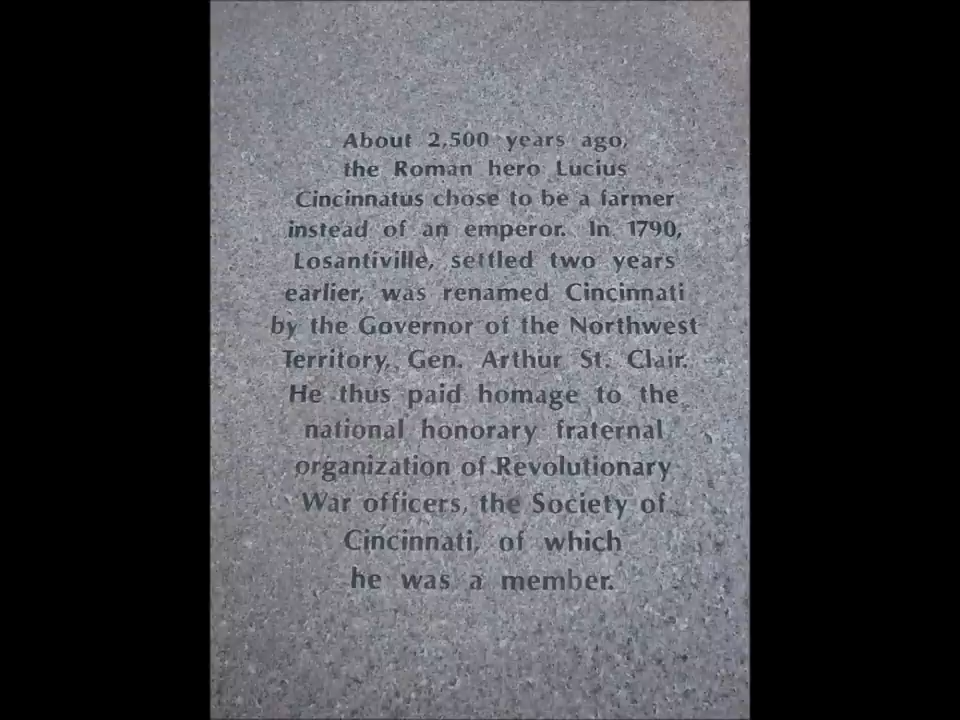 About 2,500 years ago,
the Roman hero Lucius
Cincinnatus chose to be a farmer
instead of an emperor. In 1790,
Losantiville, settled two years
earlier, was renamed Cincinnati
by the Governor of the Northwest
Territory, Gen. Arthur St. Clair.
He thus paid homage to the
national honorary fraternal
organization of Revolutionary
War officers, the Society of
Cincinnati, of which
he was a member.